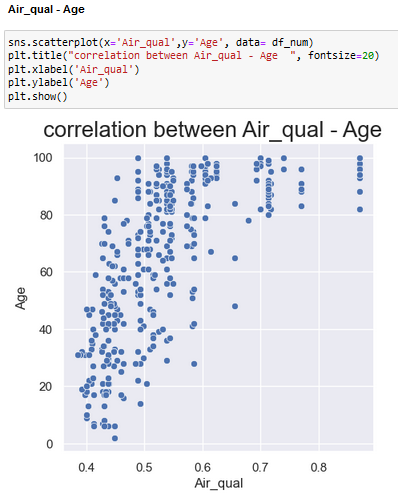 Air_qual - Age
sns.scatterplot(x='Air_qual',y='Age', data= df_num)
plt.title("correlation between Air_qual - Age  ", fontsize=20)
plt.xlabel('Air_qual')
plt.ylabel('Age')
plt.show()
correlation between Air_qual - Age
100
80
60
40
20
0
Age
0.4 0.5 0.6 0.7 0.8
Air_qual